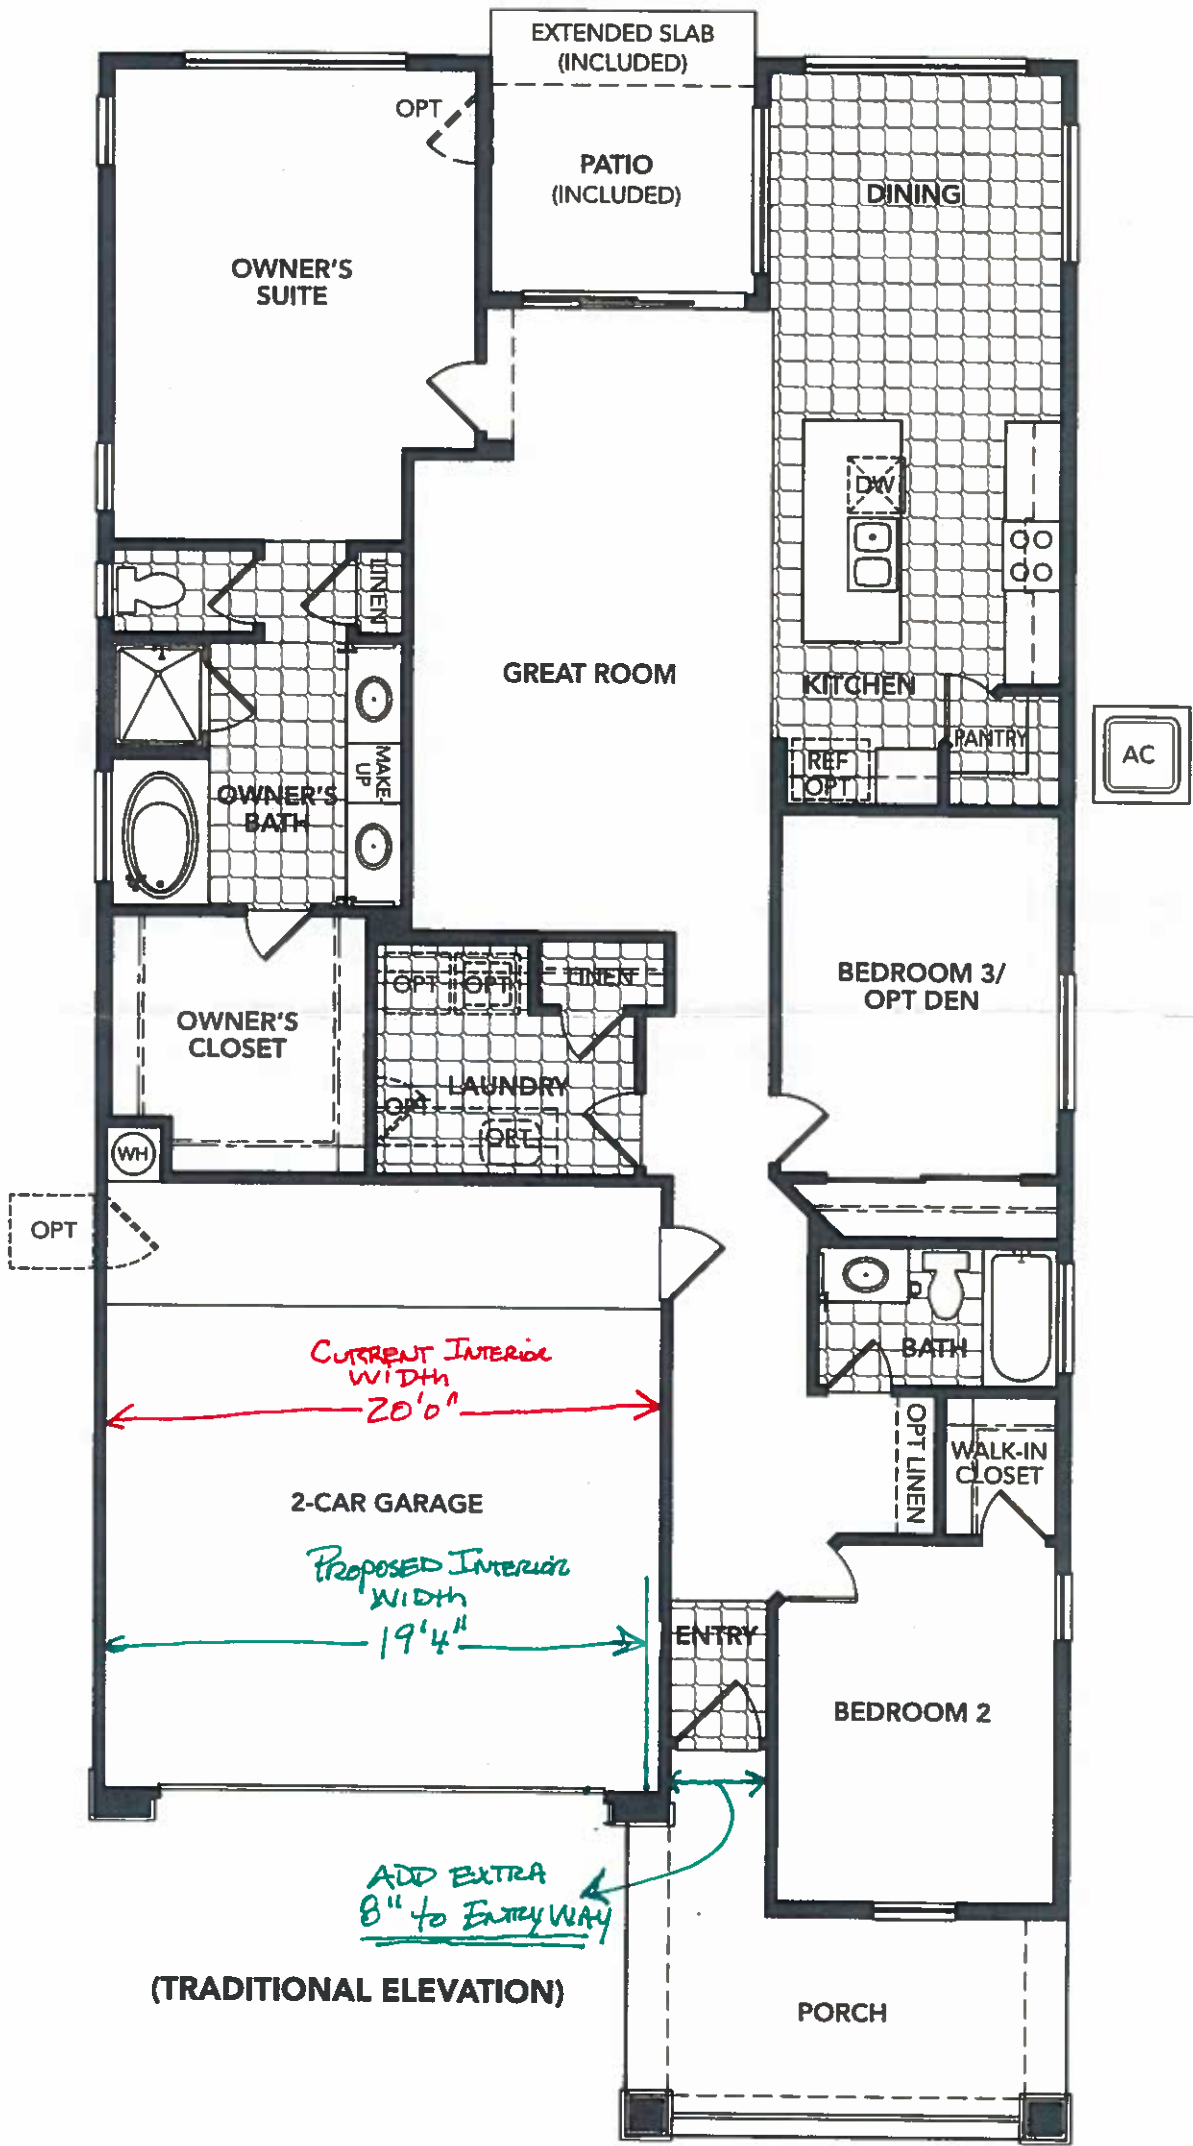 EXTENDED SLAB
(INCLUDED)
OPT
PATIO
(INCLUDED)
DINING
OWNER'S
SUITE
DW
LINEN
GREAT ROOM
KITCHEN
PANTRY
REF
OPT
AC
MAKE-
UP
OWNER'S
BATH
BEDROOM 3/
OPT DEN
OPT
OPT
LINEN
OWNER'S
CLOSET
LAUNDRY
OPT
OPT
WH
OPT
BATH
CURRENT INTERIOR
WIDTH
20'0"
OPT LINEN
WALK-IN
CLOSET
2-CAR GARAGE
PROPOSED INTERIOR
WIDTH
19'4"
ENTRY
BEDROOM 2
ADD EXTRA
8" to ENTRYWAY
(TRADITIONAL ELEVATION)
PORCH